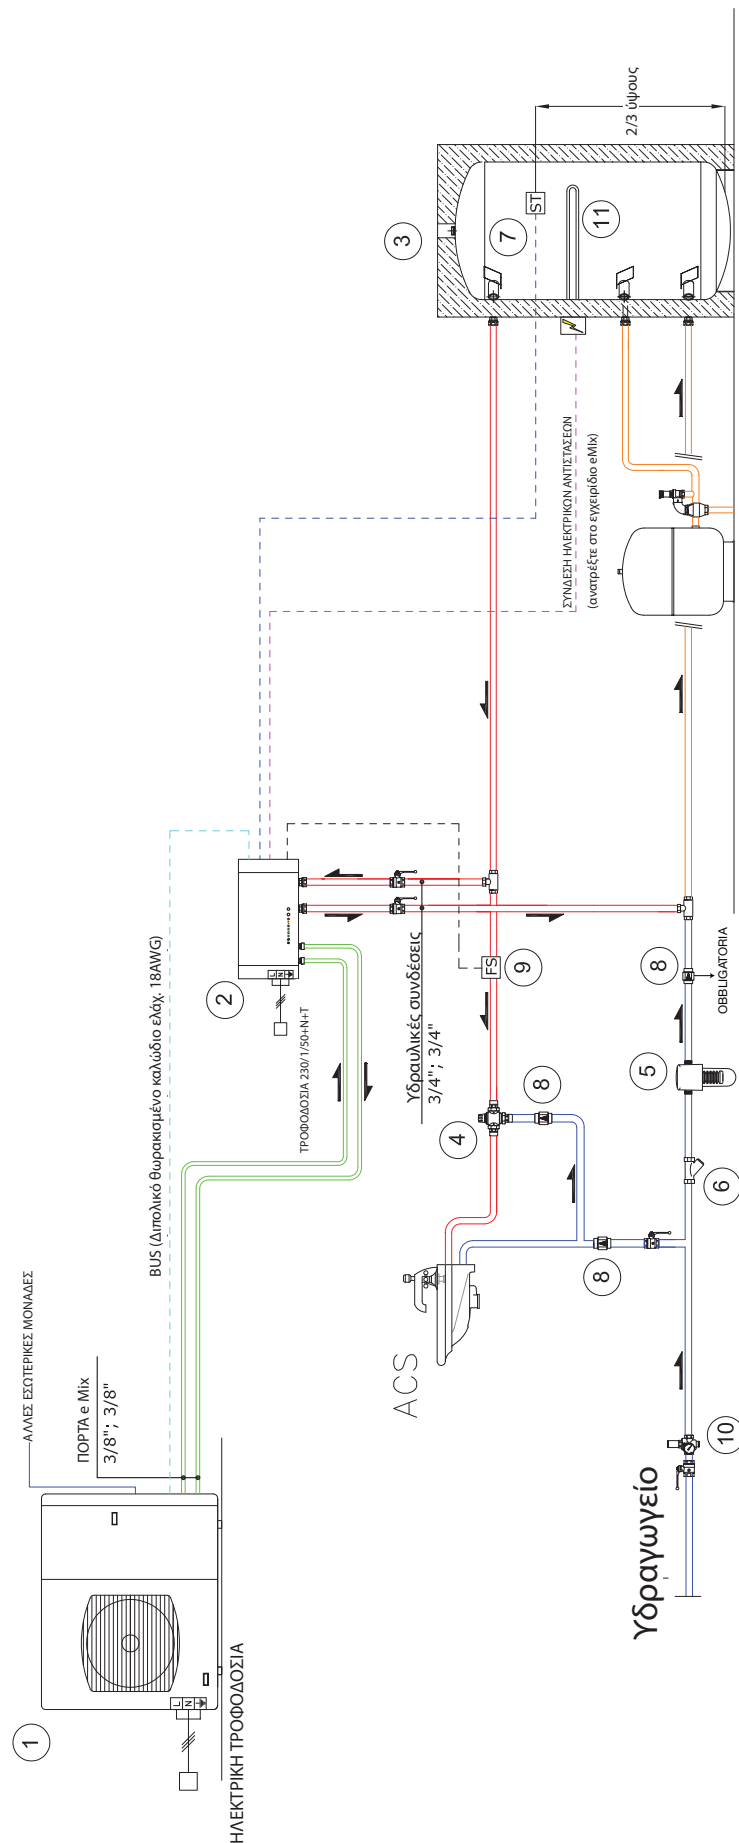 1
L
N
ΗΛΕΚΤΡΙΚΗ ΤΡΟΦΟΔΟΣΙΑ
ΑΛΛΕΣ ΕΣΩΤΕΡΙΚΕΣ ΜΟΝΑΔΕΣ
ΠΟΡΤΑ e Mix
3/8"; 3/8"
BUS (Διπολικό θωρακισμένο καλώδιο ελάχ. 18AWG)
2
L
N
ΤΡΟΦΟΔΟΣΙΑ 230/1/50+N+T
Υδραυλικές συνδέσεις
3/4"; 3/4"
ACS
4
8
8
FS
9
Υδραγωγείο
10
6
5
8
OBBLIGATORIA
ΣΥΝΔΕΣΗ ΗΛΕΚΤΡΙΚΩΝ ΑΝΤΙΣΤΑΣΕΩΝ
(ανατρέξτε στο εγχειρίδιο eMix)
3
7
ST
11
2/3 ύψους